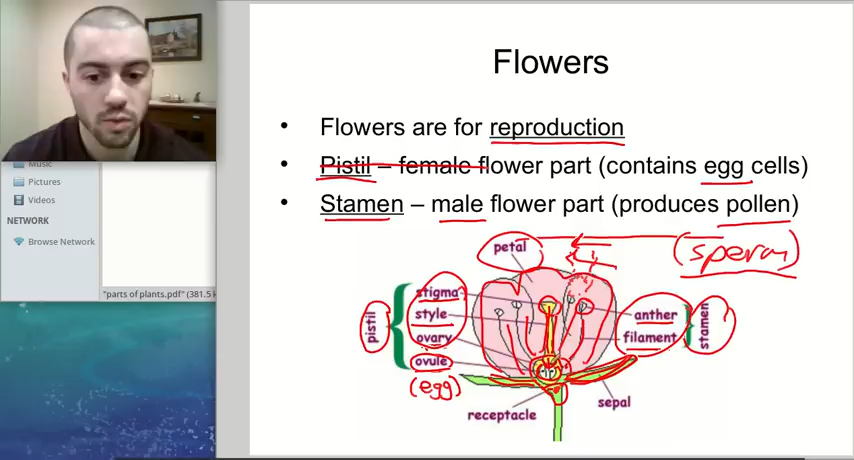 Flowers
• Flowers are for reproduction
• Pistil – female flower part (contains egg cells)
• Stamen – male flower part (produces pollen)
(sperm)
petal
stigma
style
ovary
ovule
(egg)
pistil
anther
filament
stamen
sepal
receptacle
Music
Pictures
Videos
NETWORK
Browse Network
"parts of plants.pdf" (381.5 k